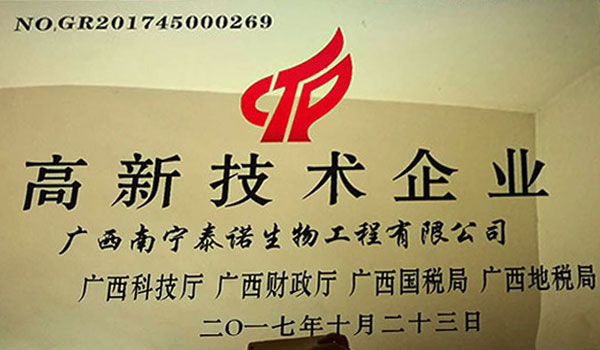 NO.GR201745000269
高新技术企业
广西南宁泰诺生物工程有限公司
广西科技厅 广西财政厅 广西国税局 广西地税局
二〇一七年十月二十三日